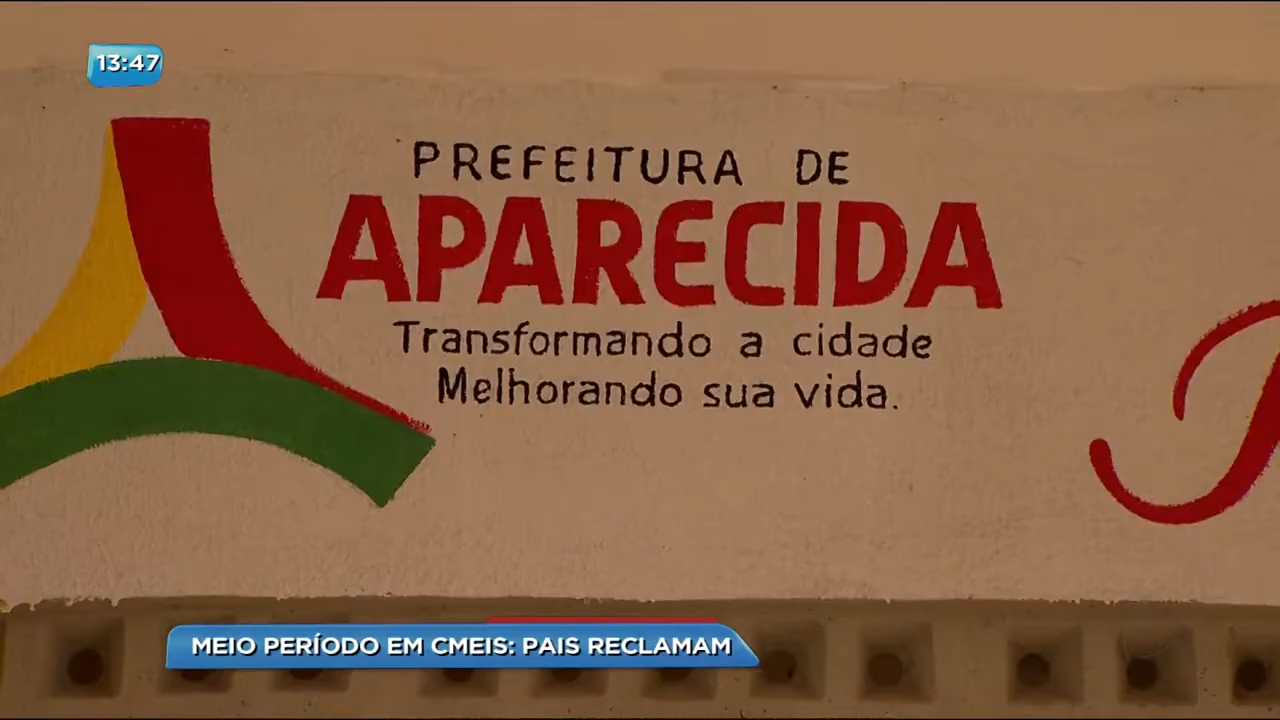 13:47
PREFEITURA DE
APARECIDA
Transformando a cidade
Melhorando sua vida.
MEIO PERÍODO EM CMEIS: PAIS RECLAMAM